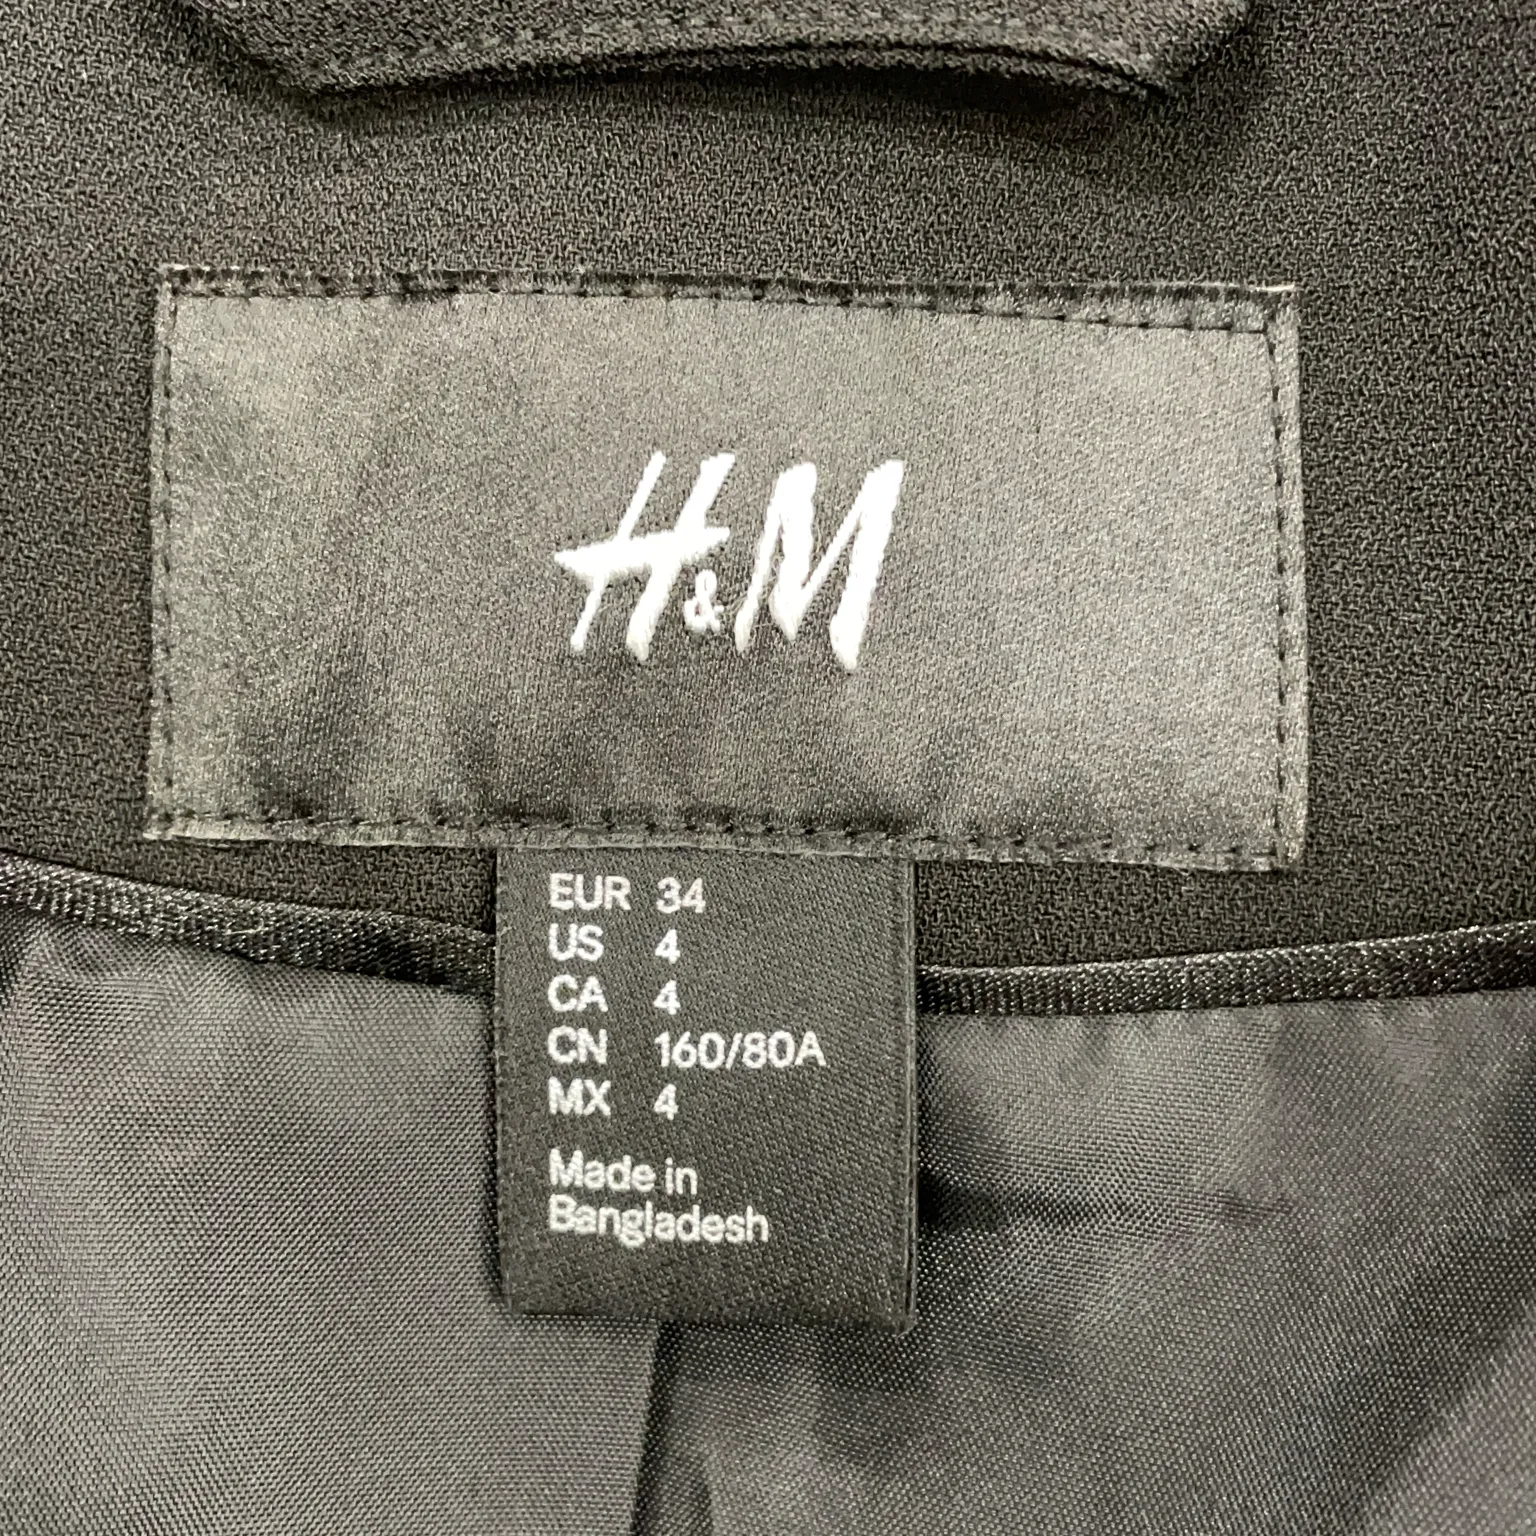 H&M
EUR 34
US 4
CA 4
CN 160/80A
MX 4
Made in
Bangladesh